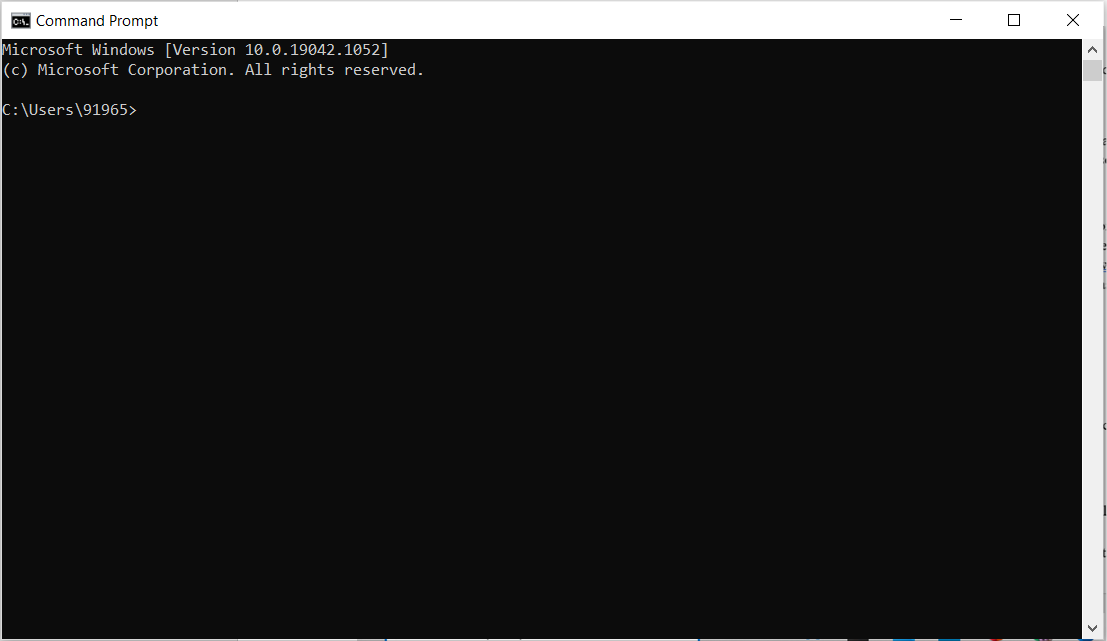 Command Prompt
Microsoft Windows [Version 10.0.19042.1052]
(c) Microsoft Corporation. All rights reserved.
C:\Users\91965>